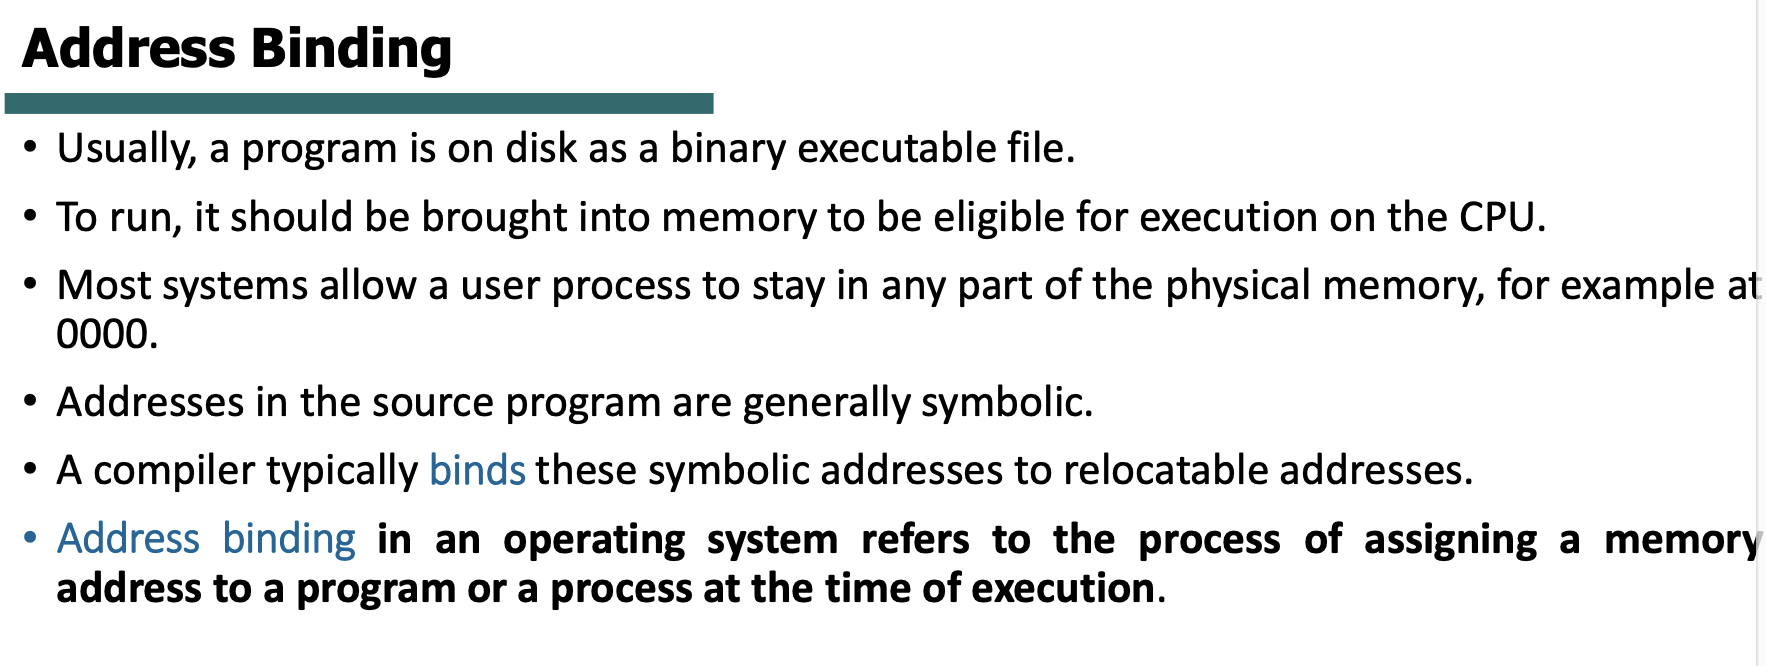 Address Binding
• Usually, a program is on disk as a binary executable file.
• To run, it should be brought into memory to be eligible for execution on the CPU.
• Most systems allow a user process to stay in any part of the physical memory, for example at
0000.
• Addresses in the source program are generally symbolic.
• A compiler typically binds these symbolic addresses to relocatable addresses.
• Address binding in an operating system refers to the process of assigning a memory
address to a program or a process at the time of execution.